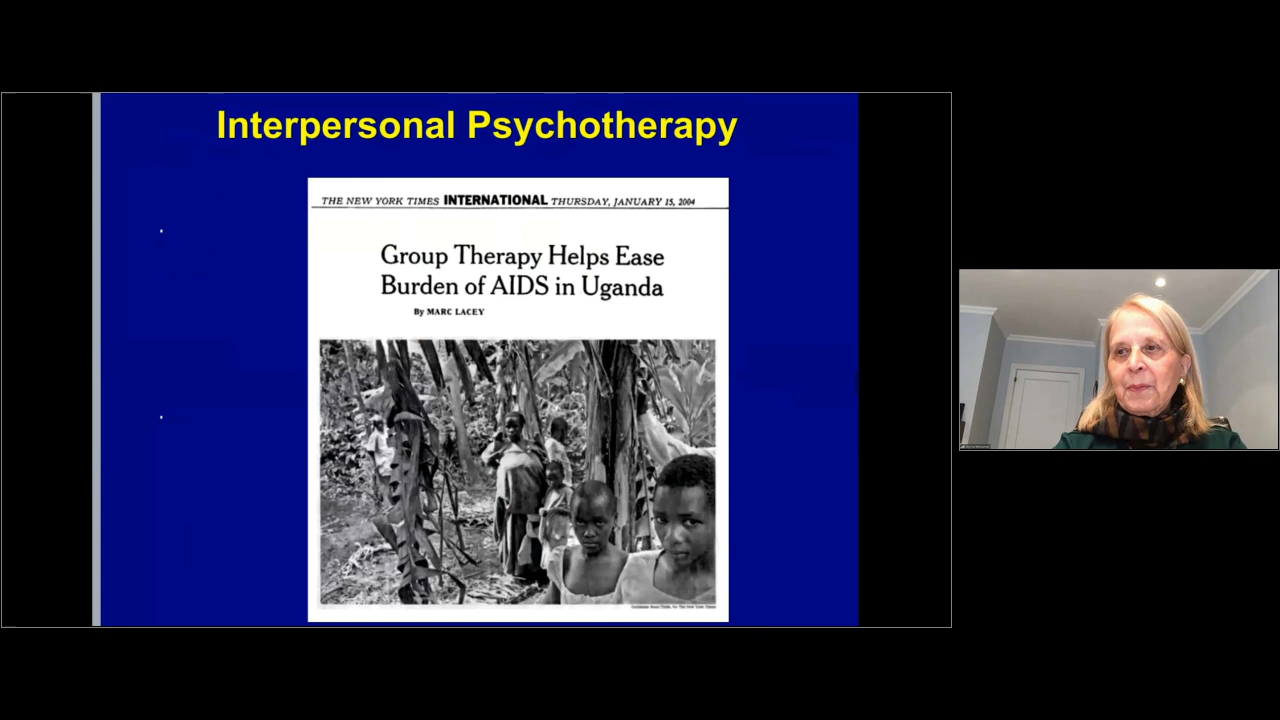 Interpersonal Psychotherapy
THE NEW YORK TIMES INTERNATIONAL THURSDAY, JANUARY 15, 2004
Group Therapy Helps Ease
Burden of AIDS in Uganda
By MARC LACEY